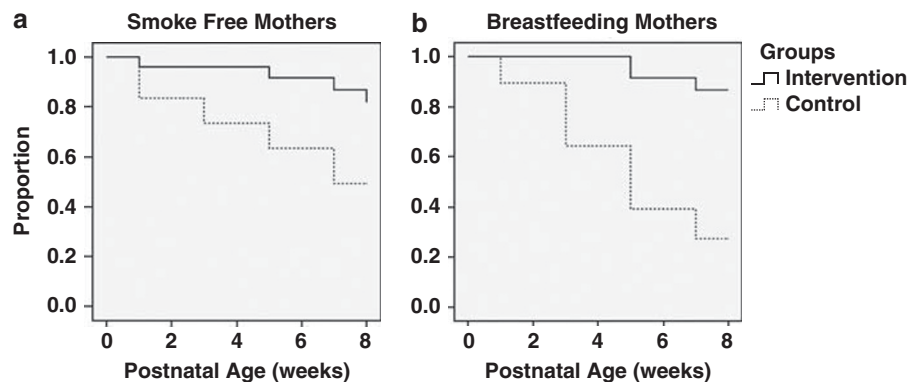 a
Smoke Free Mothers
1.0
0.8
0.6
0.4
0.2
0.0
Proportion
0 2 4 6 8
Postnatal Age (weeks)
b
Breastfeeding Mothers
1.0
0.8
0.6
0.4
0.2
0.0
0 2 4 6 8
Postnatal Age (weeks)
Groups
Intervention
Control